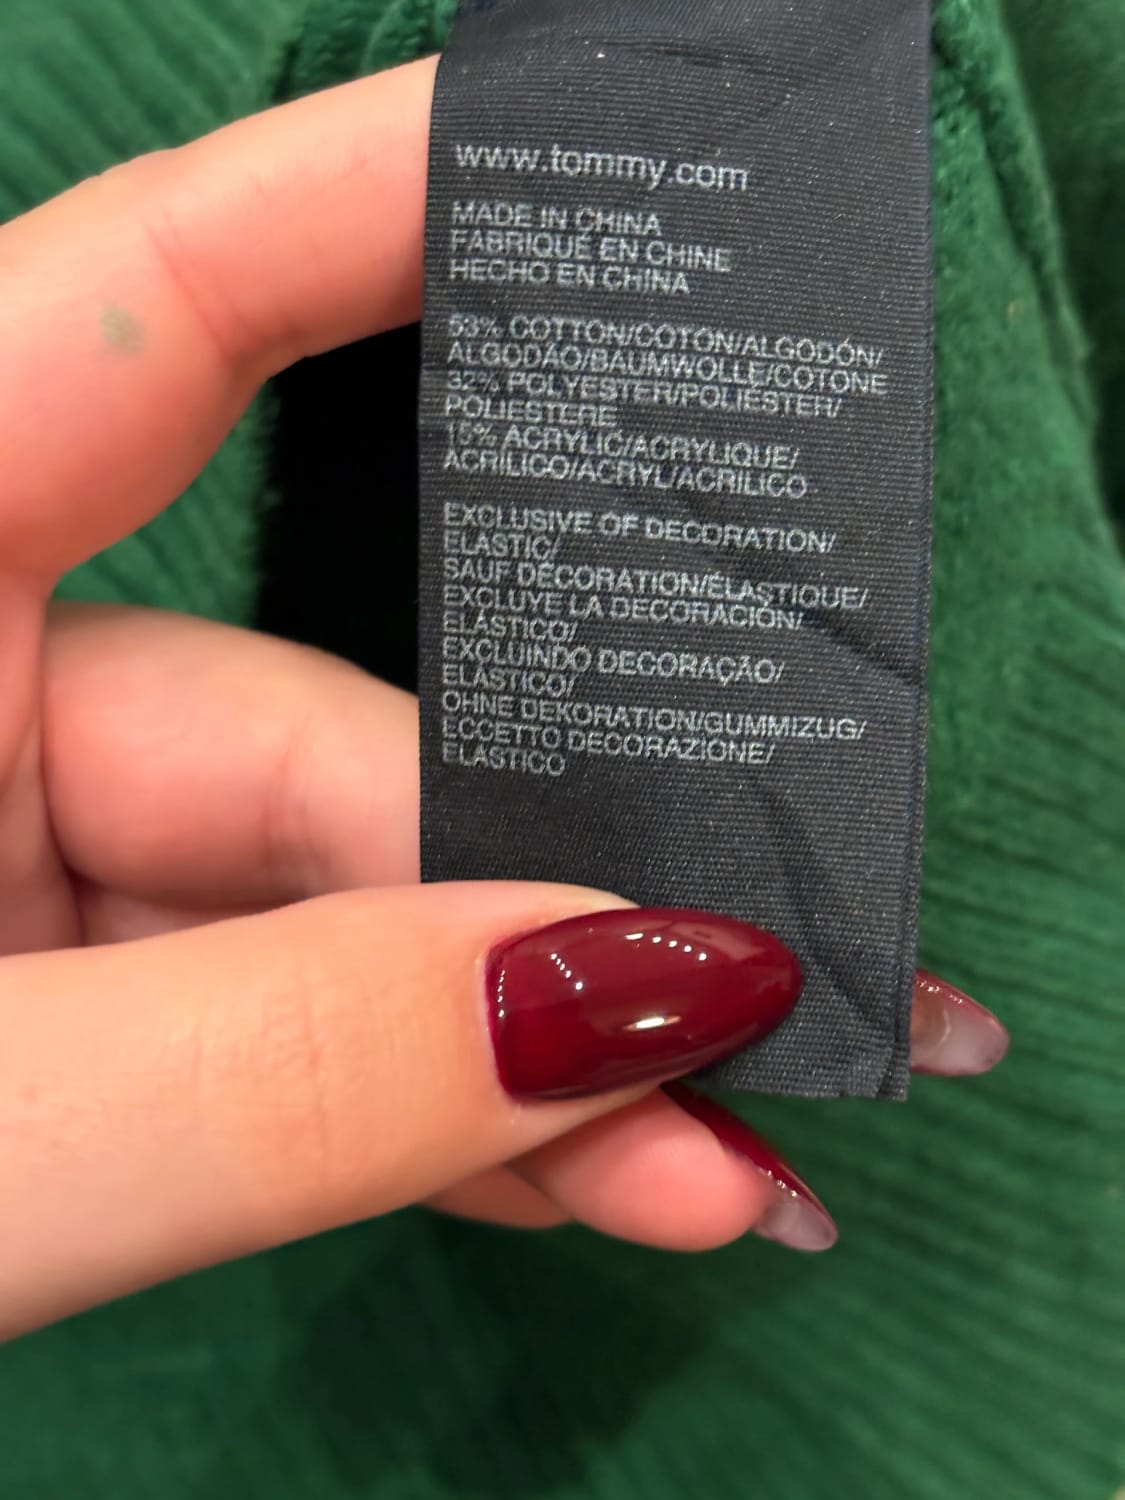 www.tommy.com
MADE IN CHINA
FABRIQUÉ EN CHINE
HECHO EN CHINA
53% COTTON/COTON/ALGODÓN/
ALGODÃO/BAUMWOLLE/COTONE
32% POLYESTER/POLIÉSTER/
POLIESTERE
15% ACRYLIC/ACRYLIQUE/
ACRÍLICO/ACRYL/ACRILICO
EXCLUSIVE OF DECORATION/
ELASTIC/
SAUF DÉCORATION/ÉLASTIQUE/
EXCLUYE LA DECORACIÓN/
ELÁSTICO/
EXCLUINDO DECORAÇÃO/
ELÁSTICO/
OHNE DEKORATION/GUMMIZUG/
ECCETTO DECORAZIONE/
ELASTICO